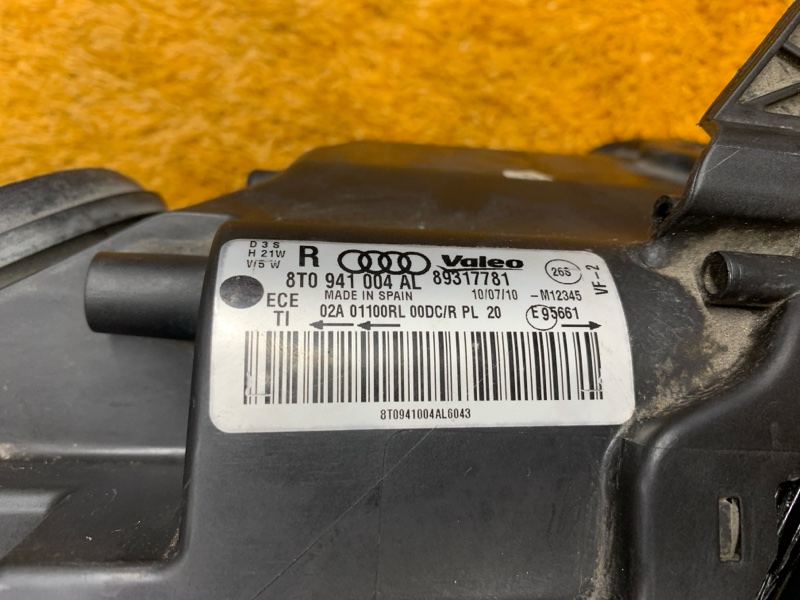 D3S
H 21W
W5W
R Valeo
8T0 941 004 AL 89317781
26S
VF-2
ECE MADE IN SPAIN 10/07/10 -M12345
TI 02A 01100RL 00DC/R PL 20 E 95661
8T0941004AL6043